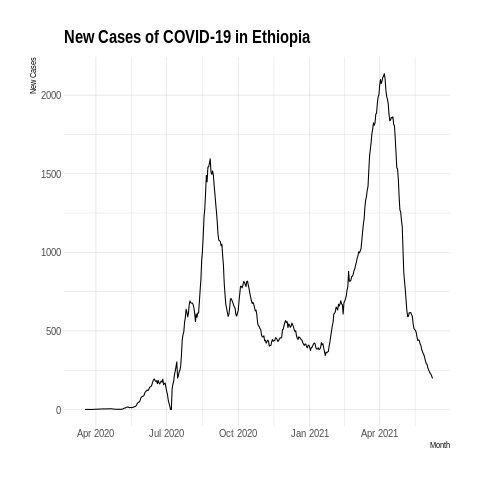 New Cases of COVID-19 in Ethiopia
New Cases
2000
1500
1000
500
0
Apr 2020 Jul 2020 Oct 2020 Jan 2021 Apr 2021
Month